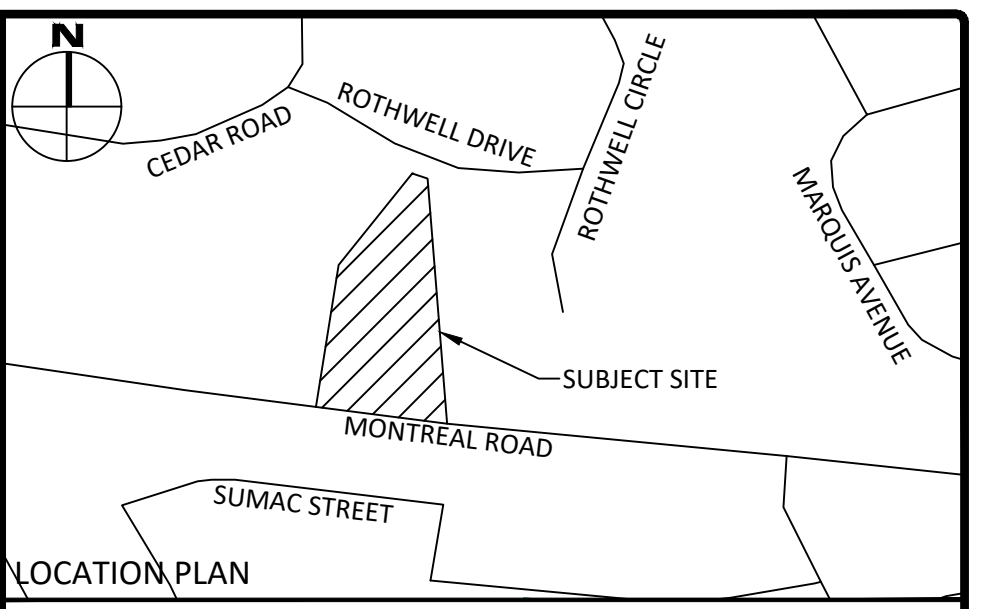 N
CEDAR ROAD
ROTHWELL DRIVE
ROTHWELL CIRCLE
MARQUIS AVENUE
SUBJECT SITE
MONTREAL ROAD
SUMAC STREET
LOCATION PLAN